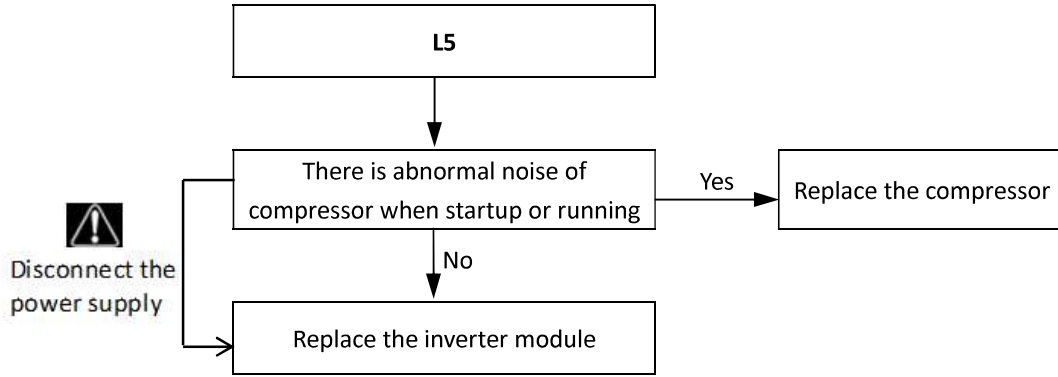 L5
There is abnormal noise of
compressor when startup or running
Yes
Replace the compressor
Disconnect the
power supply
No
Replace the inverter module